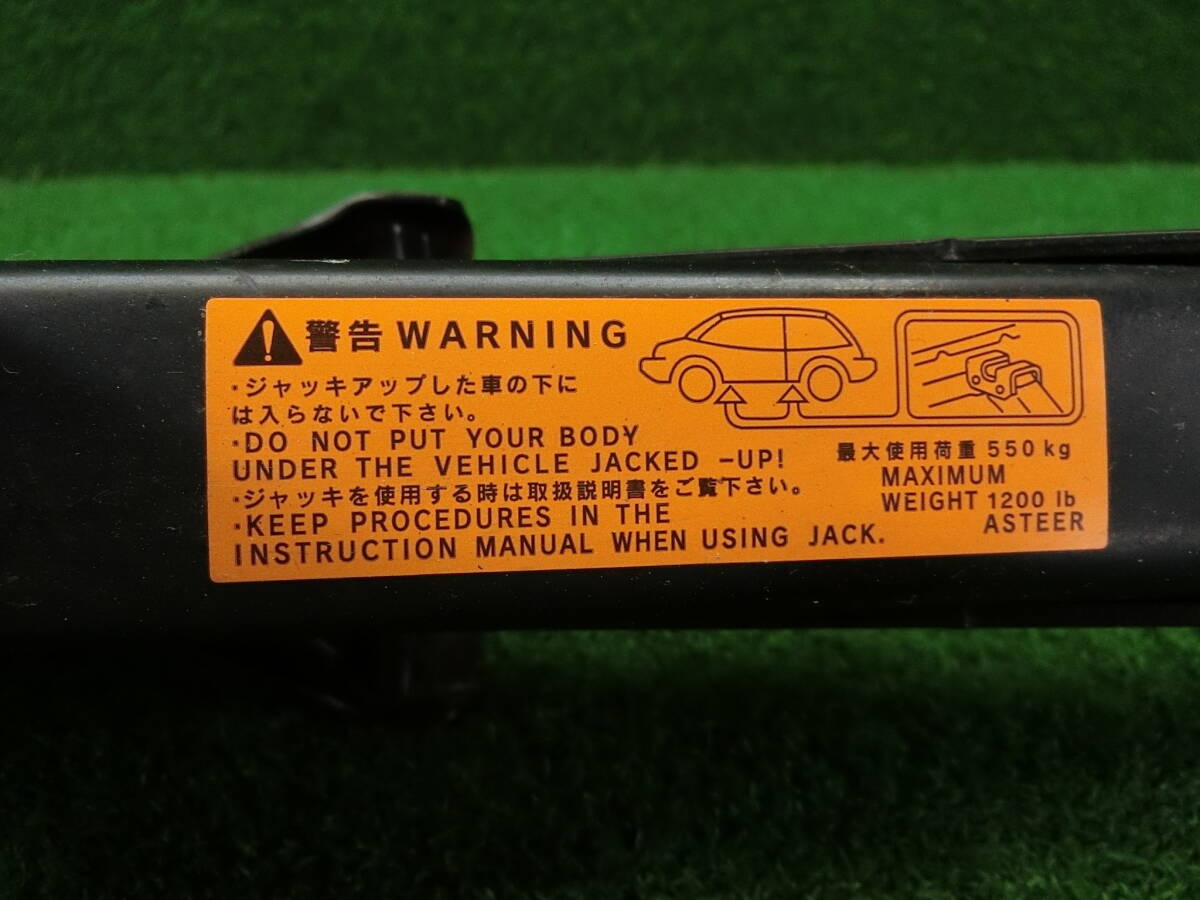 警告 WARNING
・ジャッキアップした車の下に
は入らないで下さい。
・DO NOT PUT YOUR BODY
UNDER THE VEHICLE JACKED -UP!
・ジャッキを使用する時は取扱説明書をご覧下さい。
・KEEP PROCEDURES IN THE
INSTRUCTION MANUAL WHEN USING JACK.
最大使用荷重 550kg
MAXIMUM
WEIGHT 1200 lb
ASTEER